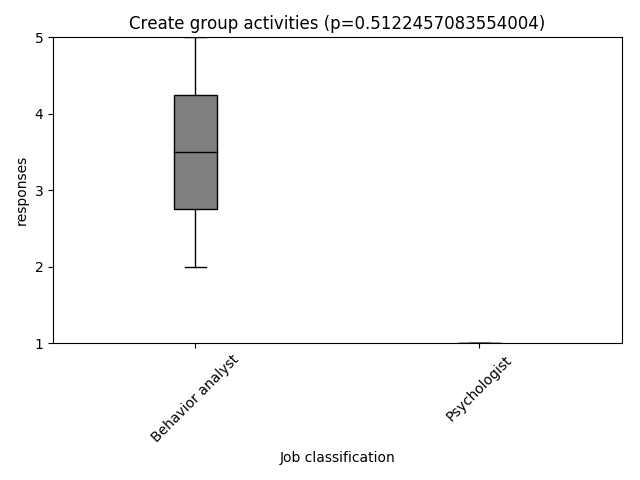 Create group activities (p=0.5122457083554004)
5
4
3
2
1
responses
Behavior analyst
Psychologist
Job classification